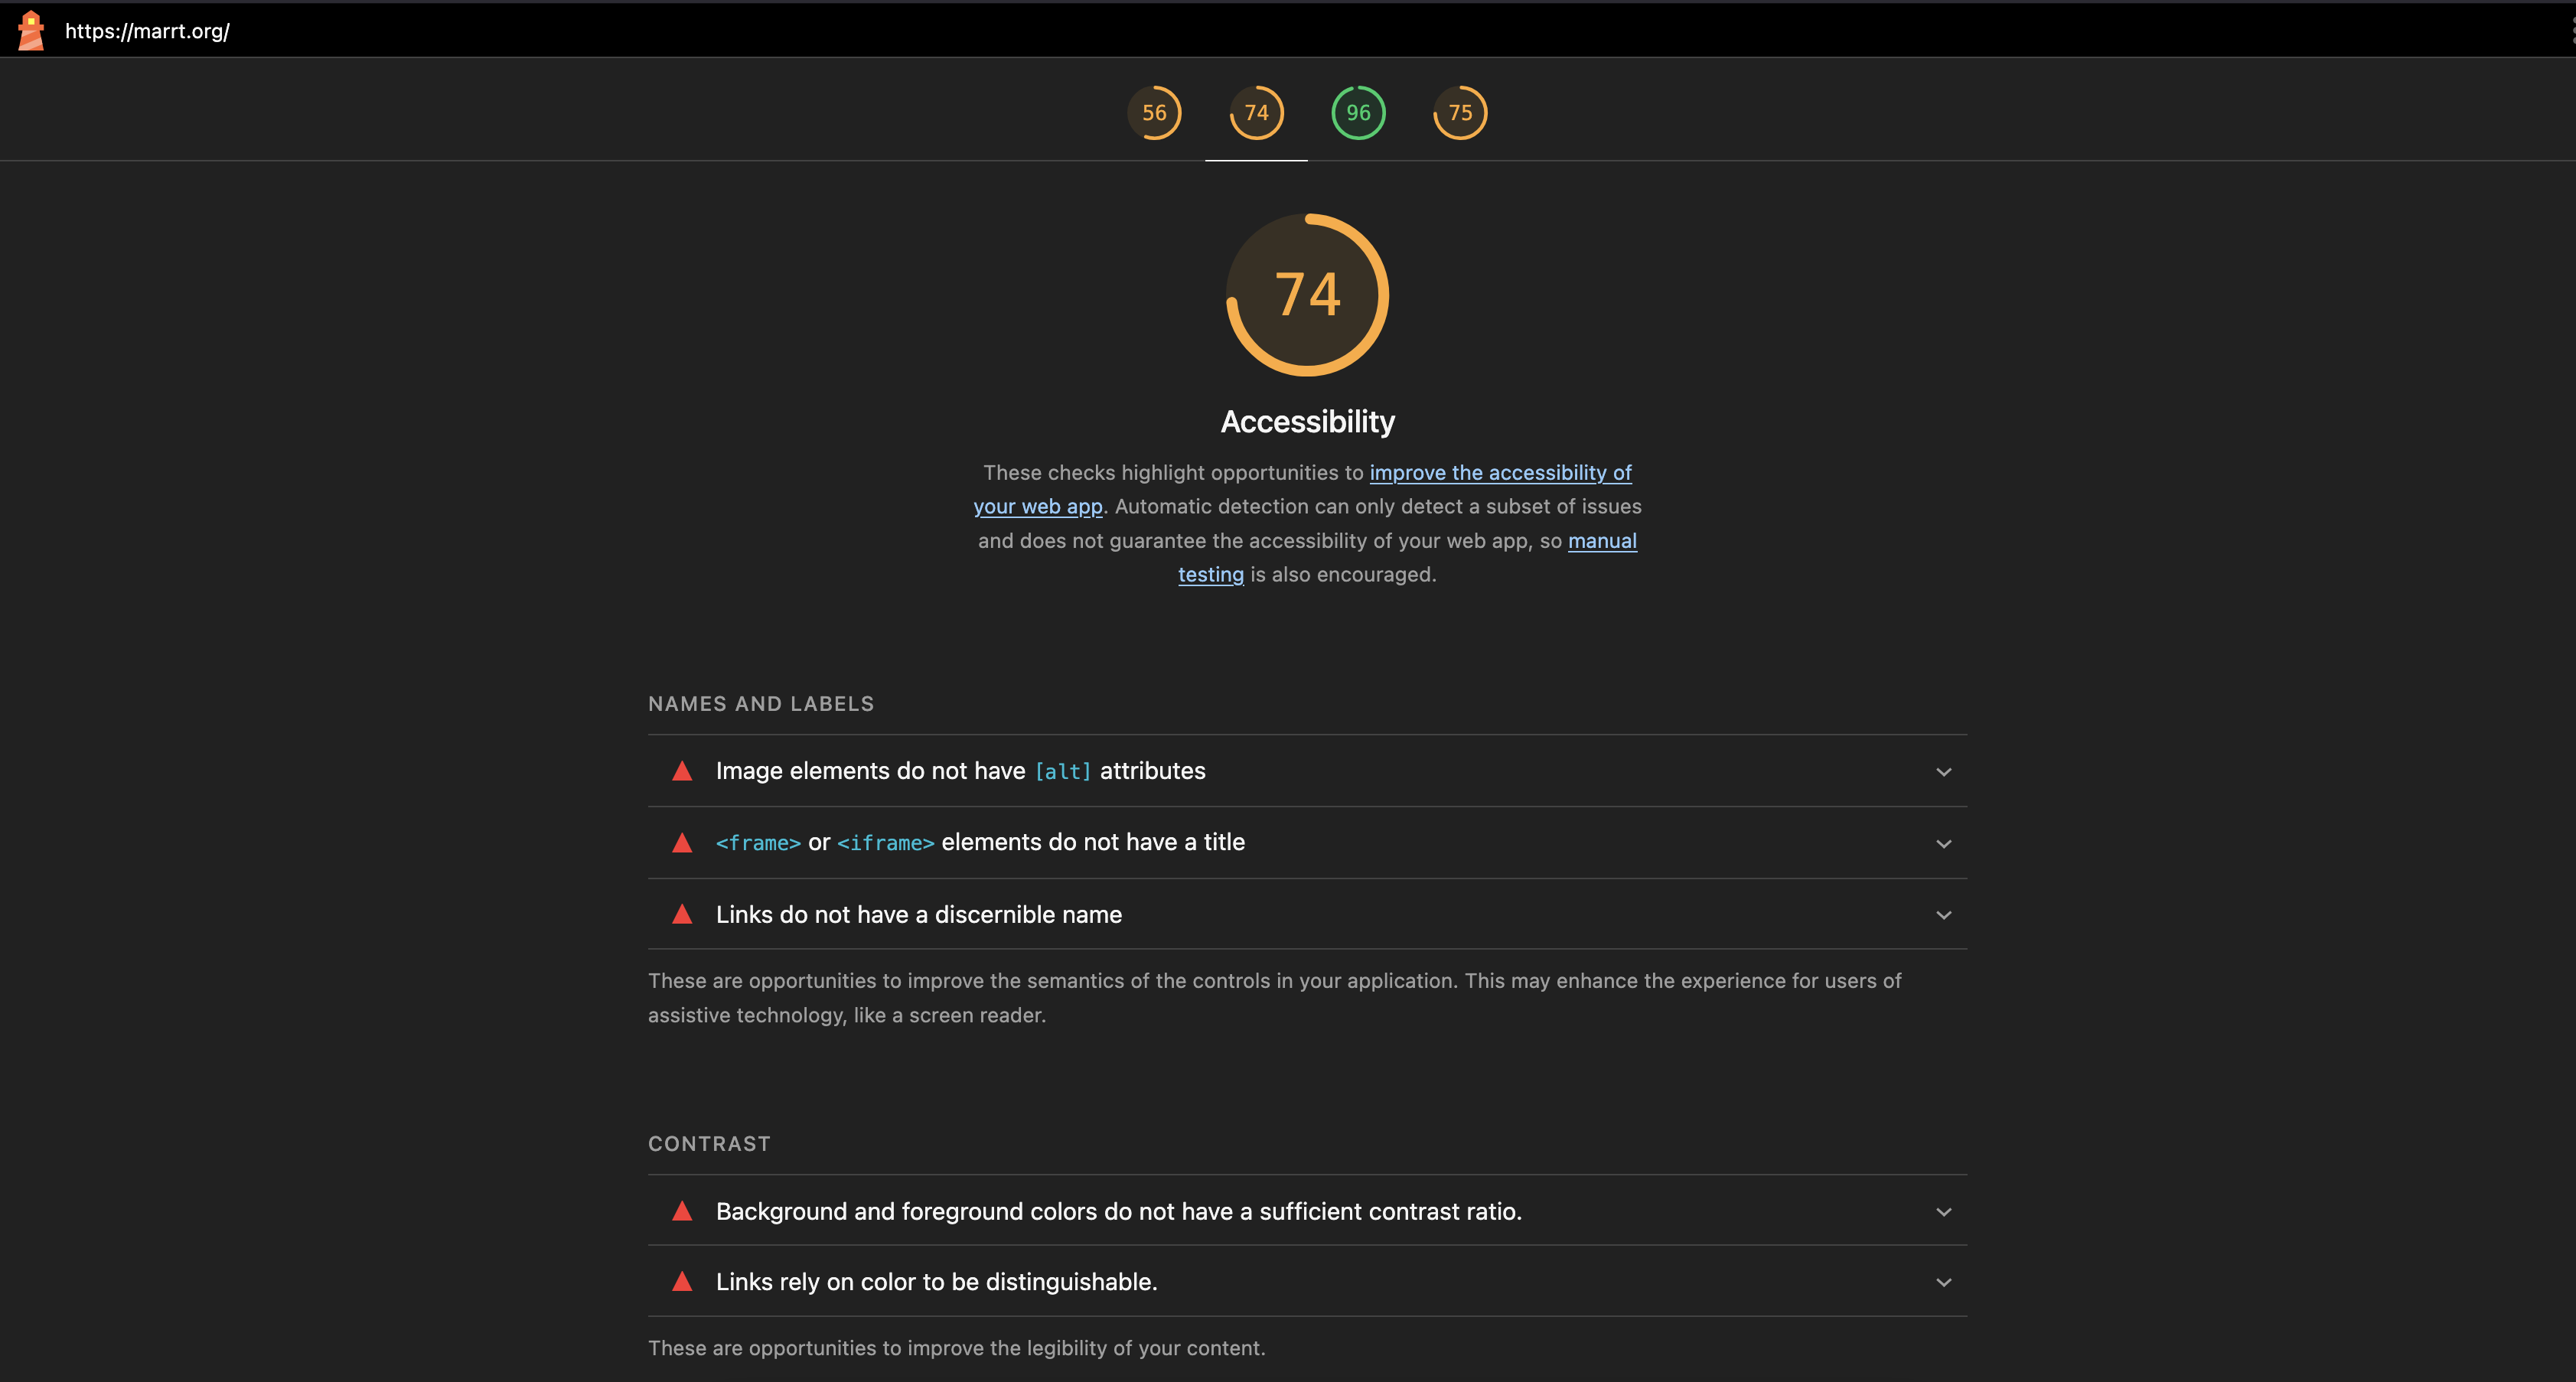 https://marrt.org/
56 74 96 75
74
Accessibility
These checks highlight opportunities to improve the accessibility of
your web app. Automatic detection can only detect a subset of issues
and does not guarantee the accessibility of your web app, so manual
testing is also encouraged.
NAMES AND LABELS
Image elements do not have [alt] attributes
<frame> or <iframe> elements do not have a title
Links do not have a discernible name
These are opportunities to improve the semantics of the controls in your application. This may enhance the experience for users of
assistive technology, like a screen reader.
CONTRAST
Background and foreground colors do not have a sufficient contrast ratio.
Links rely on color to be distinguishable.
These are opportunities to improve the legibility of your content.